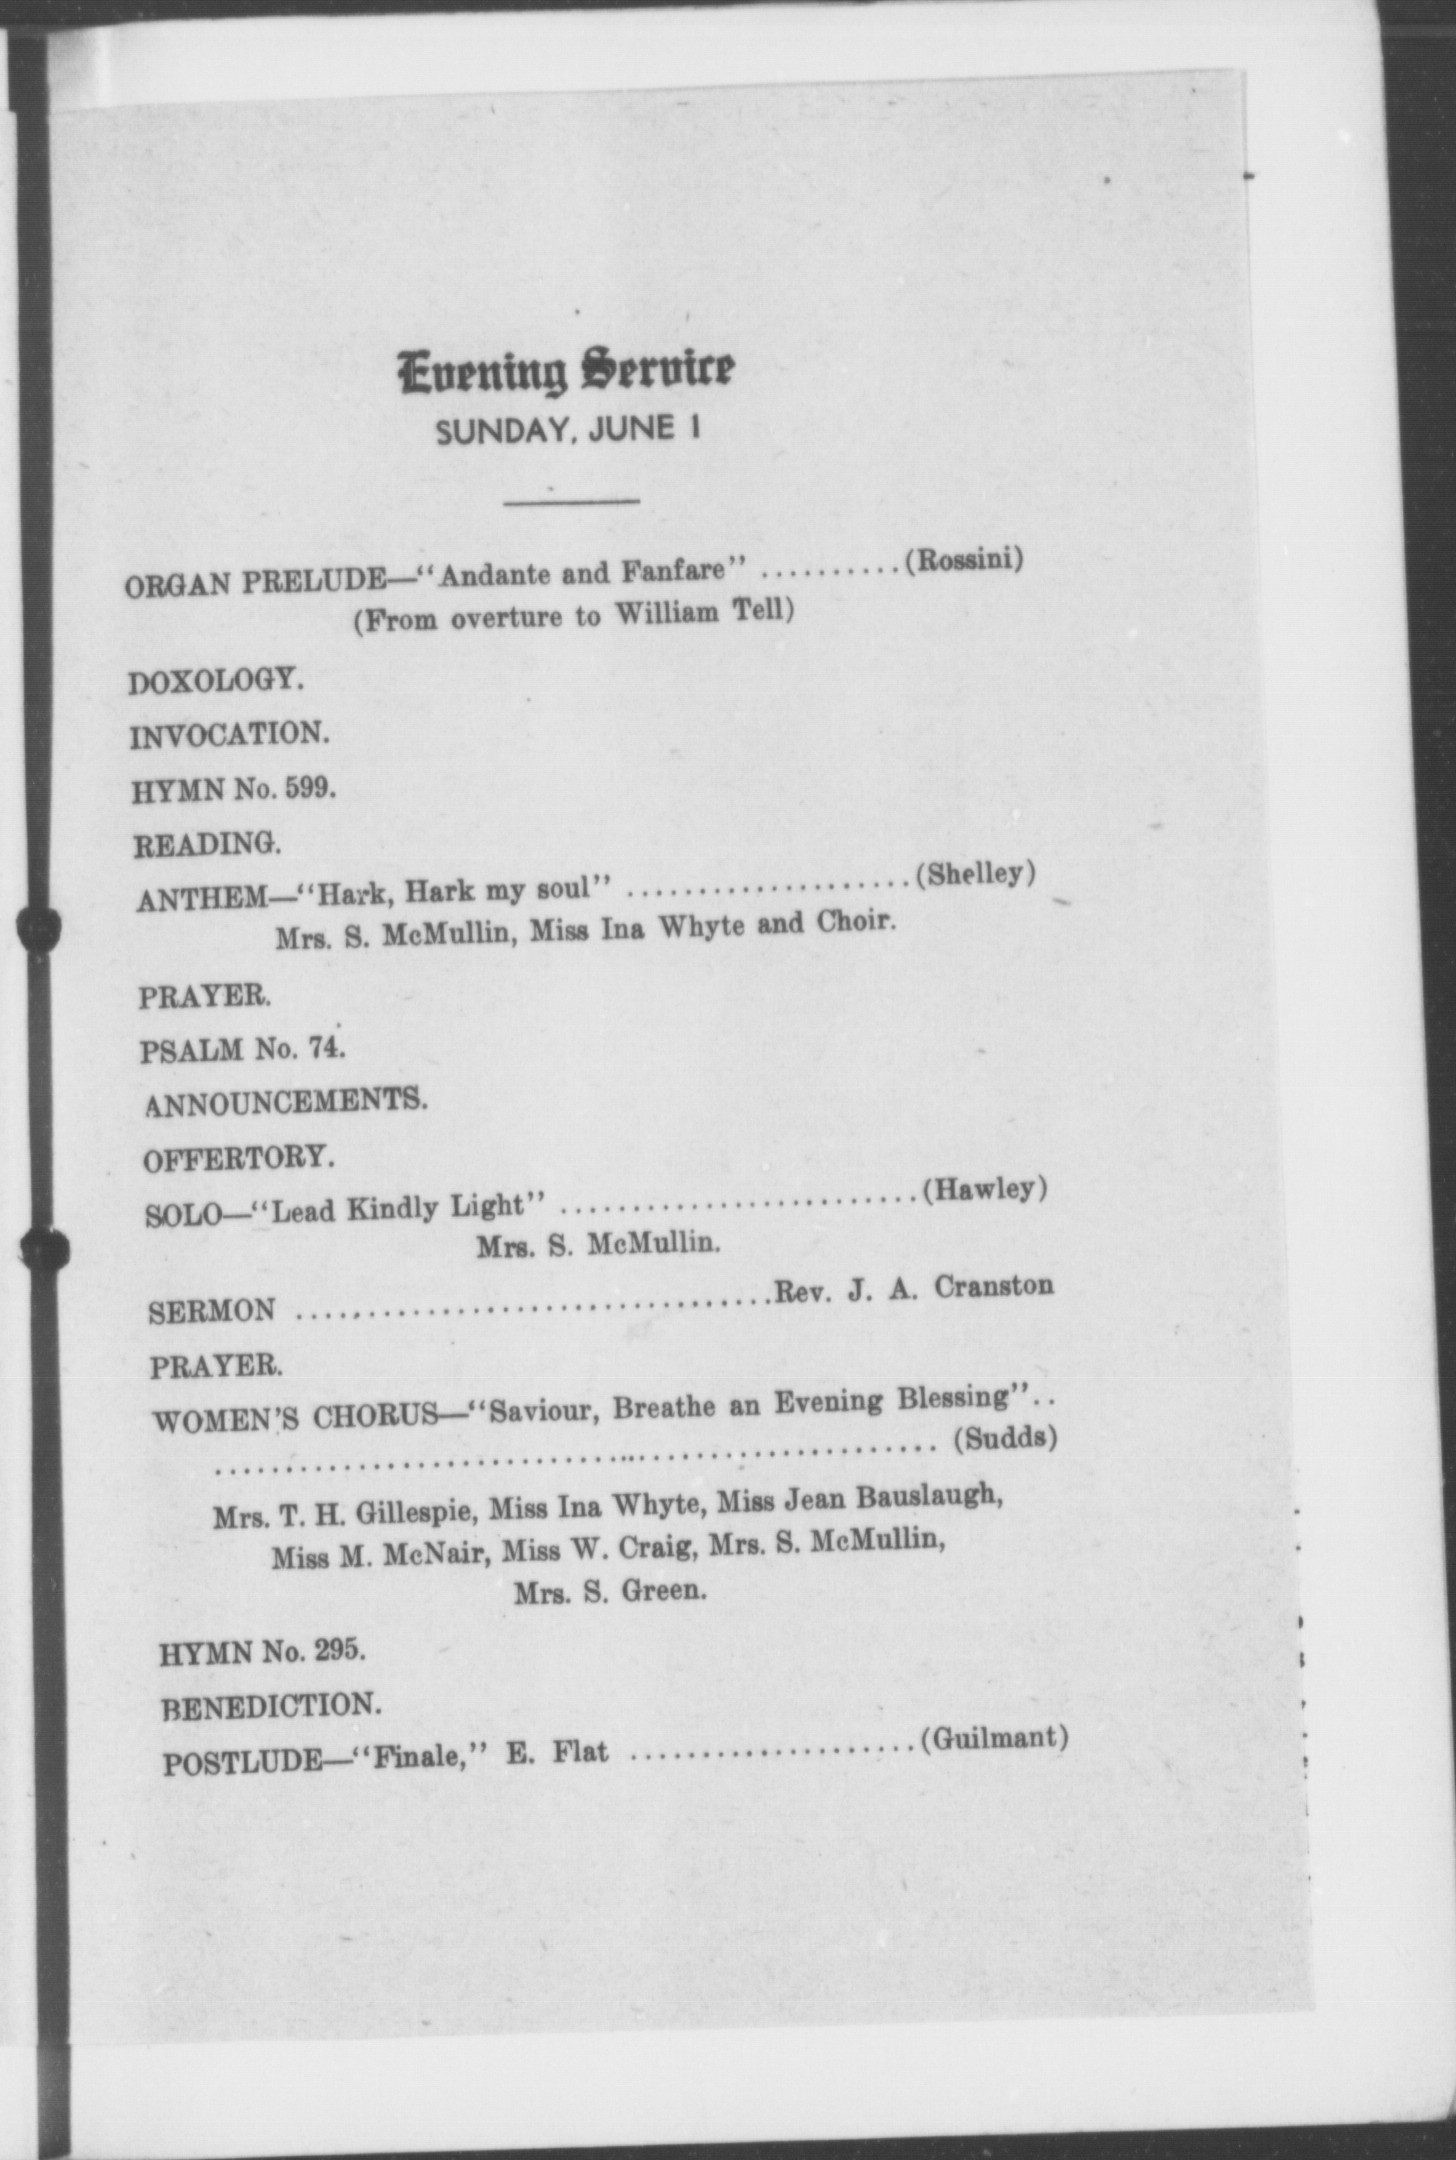 Evening Service
SUNDAY, JUNE 1
ORGAN PRELUDE—"Andante and Fanfare" ..........(Rossini)
(From overture to William Tell)
DOXOLOGY.
INVOCATION.
HYMN No. 599.
READING.
ANTHEM—"Hark, Hark my soul" ....................(Shelley)
Mrs. S. McMullin, Miss Ina Whyte and Choir.
PRAYER.
PSALM No. 74.
ANNOUNCEMENTS.
OFFERTORY.
SOLO—"Lead Kindly Light" .........................(Hawley)
Mrs. S. McMullin.
SERMON .................................Rev. J. A. Cranston
PRAYER.
WOMEN'S CHORUS—"Saviour, Breathe an Evening Blessing"..
.................................................. (Sudds)
Mrs. T. H. Gillespie, Miss Ina Whyte, Miss Jean Bauslaugh,
Miss M. McNair, Miss W. Craig, Mrs. S. McMullin,
Mrs. S. Green.
HYMN No. 295.
BENEDICTION.
POSTLUDE—"Finale," E. Flat ....................(Guilmant)